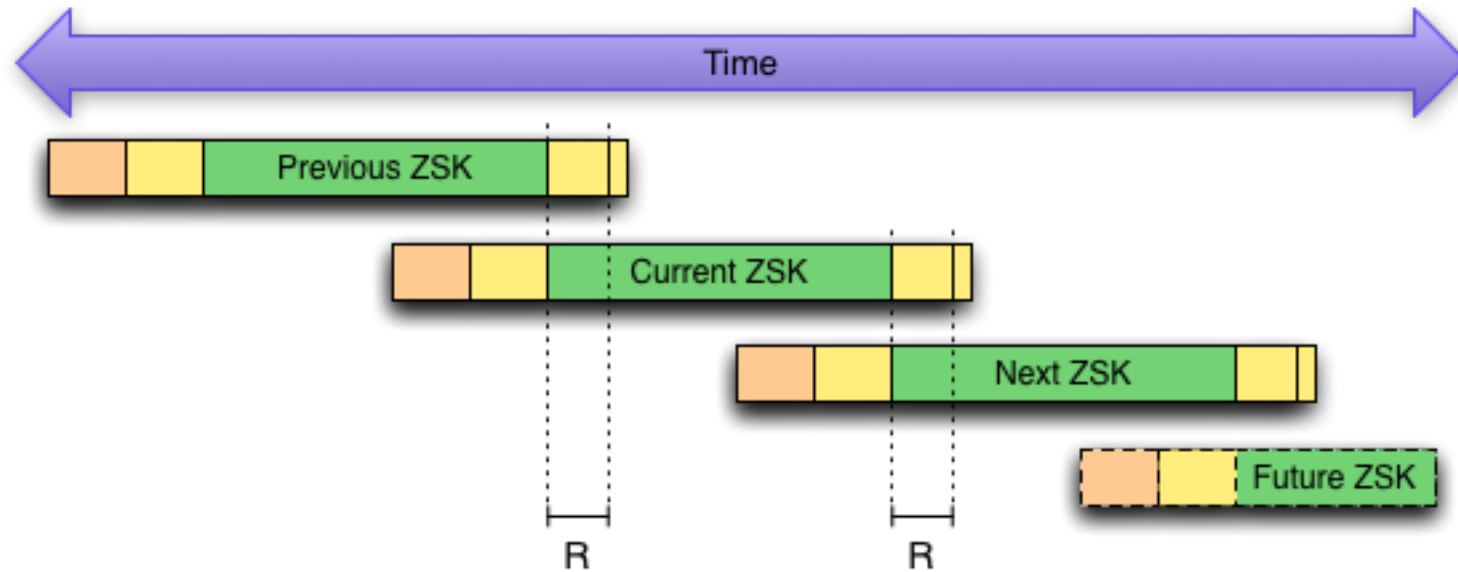 Time
Previous ZSK
Current ZSK
Next ZSK
Future ZSK
R
R